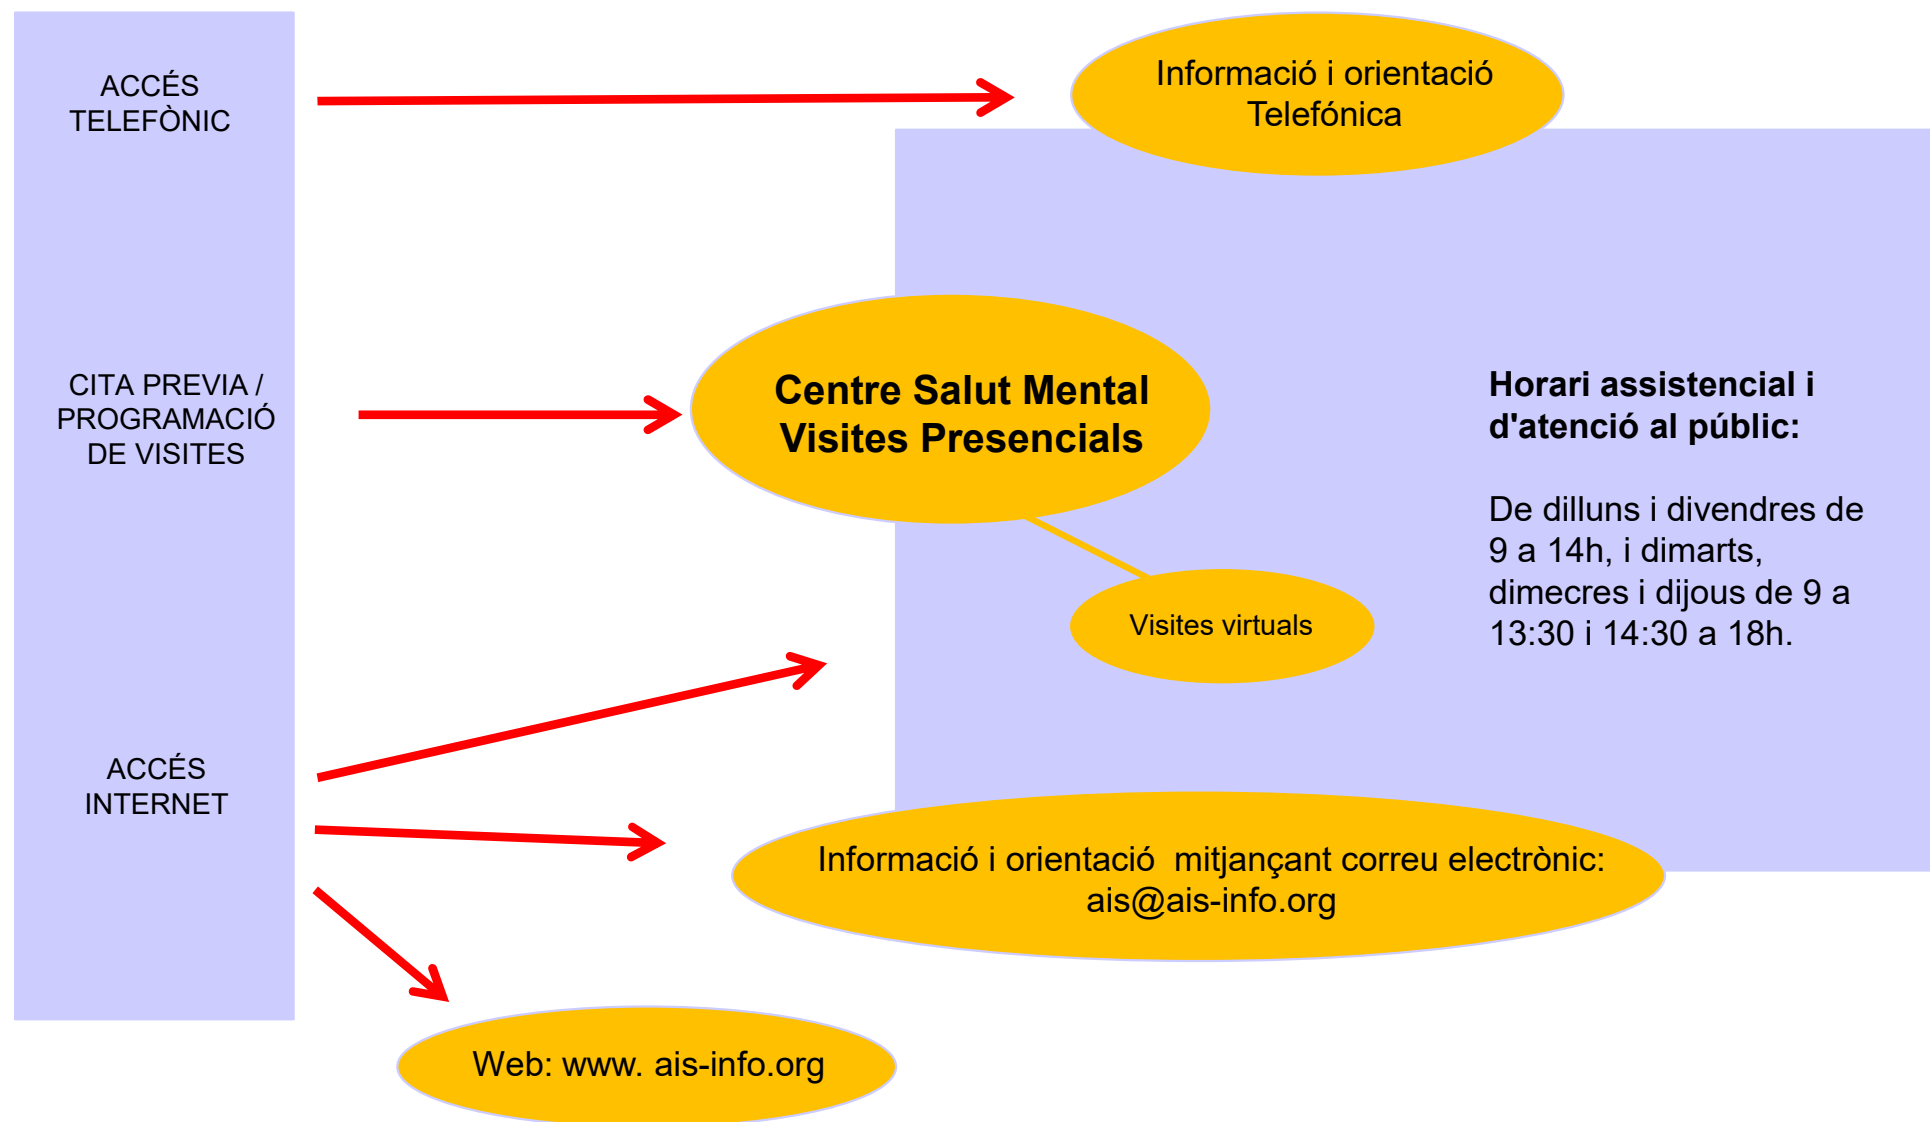 ACCÉS
TELEFÒNIC
Informació i orientació
Telefónica
CITA PREVIA /
PROGRAMACIÓ
DE VISITES
Centre Salut Mental
Visites Presencials
Horari assistencial i
d'atenció al públic:
De dilluns i divendres de
9 a 14h, i dimarts,
dimecres i dijous de 9 a
13:30 i 14:30 a 18h.
Visites virtuals
ACCÉS
INTERNET
Informació i orientació  mitjançant correu electrònic:
ais@ais-info.org
Web: www. ais-info.org